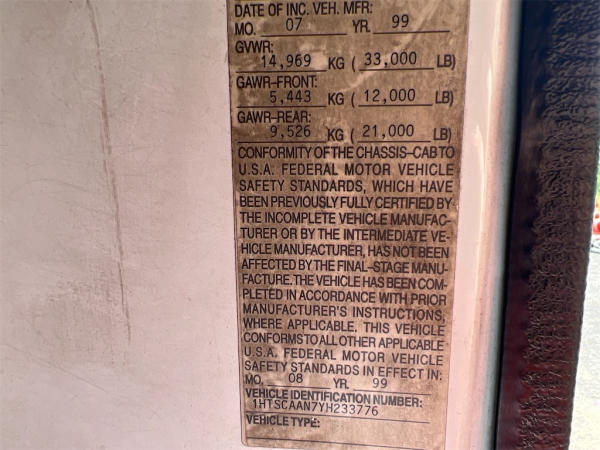 DATE OF INC. VEH. MFR:
MO. 07 YR. 99
GVWR:
14,969 KG ( 33,000 LB)
GAWR-FRONT:
5,443 KG ( 12,000 LB)
GAWR-REAR:
9,526 KG ( 21,000 LB)
CONFORMITY OF THE CHASSIS-CAB TO
U.S.A. FEDERAL MOTOR VEHICLE
SAFETY STANDARDS, WHICH HAVE
BEEN PREVIOUSLY FULLY CERTIFIED BY
THE INCOMPLETE VEHICLE MANUFAC-
TURER OR BY THE INTERMEDIATE VE-
HICLE MANUFACTURER, HAS NOT BEEN
AFFECTED BY THE FINAL-STAGE MANU-
FACTURE. THE VEHICLE HAS BEEN COM-
PLETED IN ACCORDANCE WITH PRIOR
MANUFACTURER'S INSTRUCTIONS,
WHERE APPLICABLE. THIS VEHICLE
CONFORMS TO ALL OTHER APPLICABLE
U.S.A. FEDERAL MOTOR VEHICLE
SAFETY STANDARDS IN EFFECT IN:
MO. 08 YR. 99
VEHICLE IDENTIFICATION NUMBER:
1HTSCAAN7YH233776
VEHICLE TYPE: